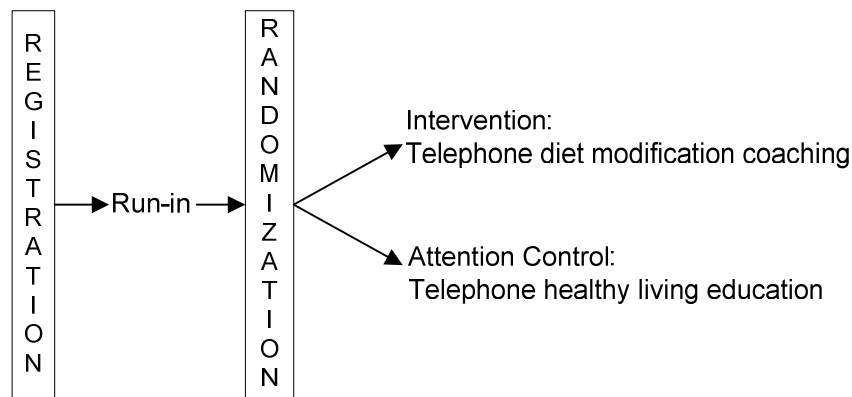 REGISTRATION
Run-in
RANDOMIZATION
Intervention:
Telephone diet modification coaching
Attention Control:
Telephone healthy living education